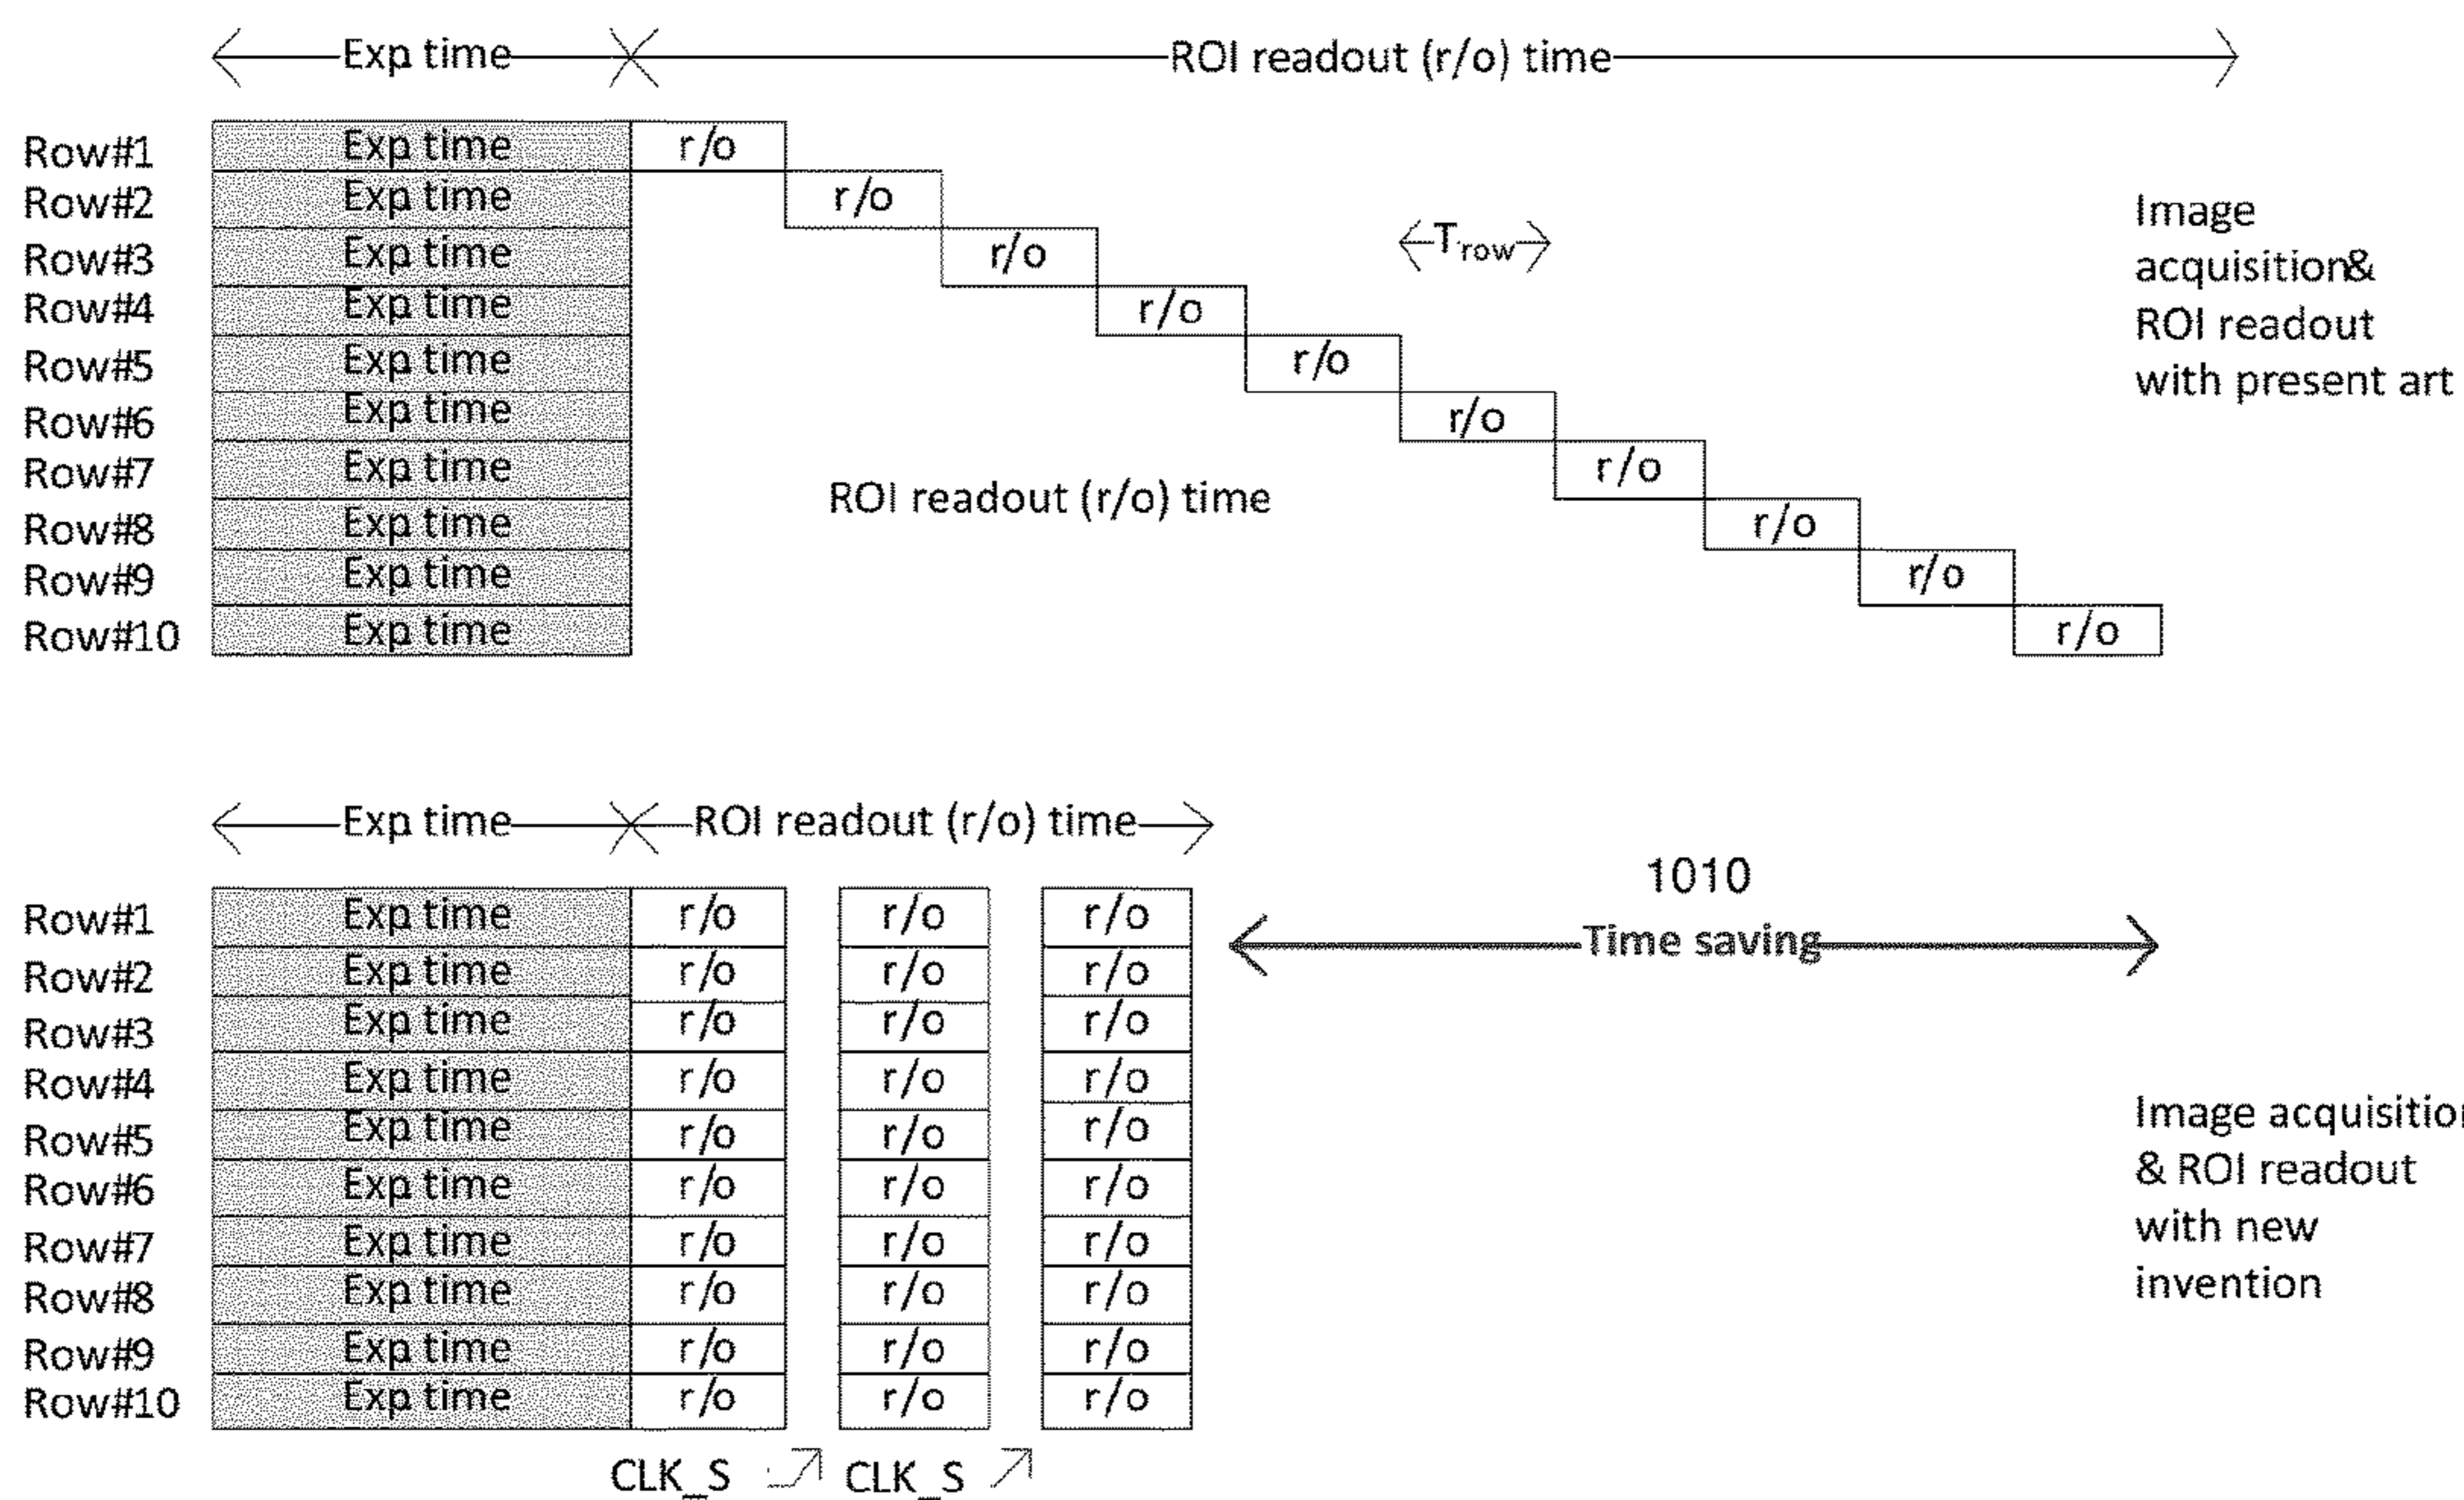 Exp time ROI readout (r/o) time
Row#1 Exp time r/o
Row#2 Exp time r/o
Row#3 Exp time r/o
Row#4 Exp time r/o
Row#5 Exp time r/o
Row#6 Exp time r/o
Row#7 Exp time r/o
Row#8 Exp time r/o
Row#9 Exp time r/o
Row#10 Exp time r/o
Trow
ROI readout (r/o) time
Image
acquisition&
ROI readout
with present art
Exp time ROI readout (r/o) time
1010
Time saving
Row#1 Exp time r/o r/o r/o
Row#2 Exp time r/o r/o r/o
Row#3 Exp time r/o r/o r/o
Row#4 Exp time r/o r/o r/o
Row#5 Exp time r/o r/o r/o
Row#6 Exp time r/o r/o r/o
Row#7 Exp time r/o r/o r/o
Row#8 Exp time r/o r/o r/o
Row#9 Exp time r/o r/o r/o
Row#10 Exp time r/o r/o r/o
Image acquisition
& ROI readout
with new
invention
CLK_S CLK_S